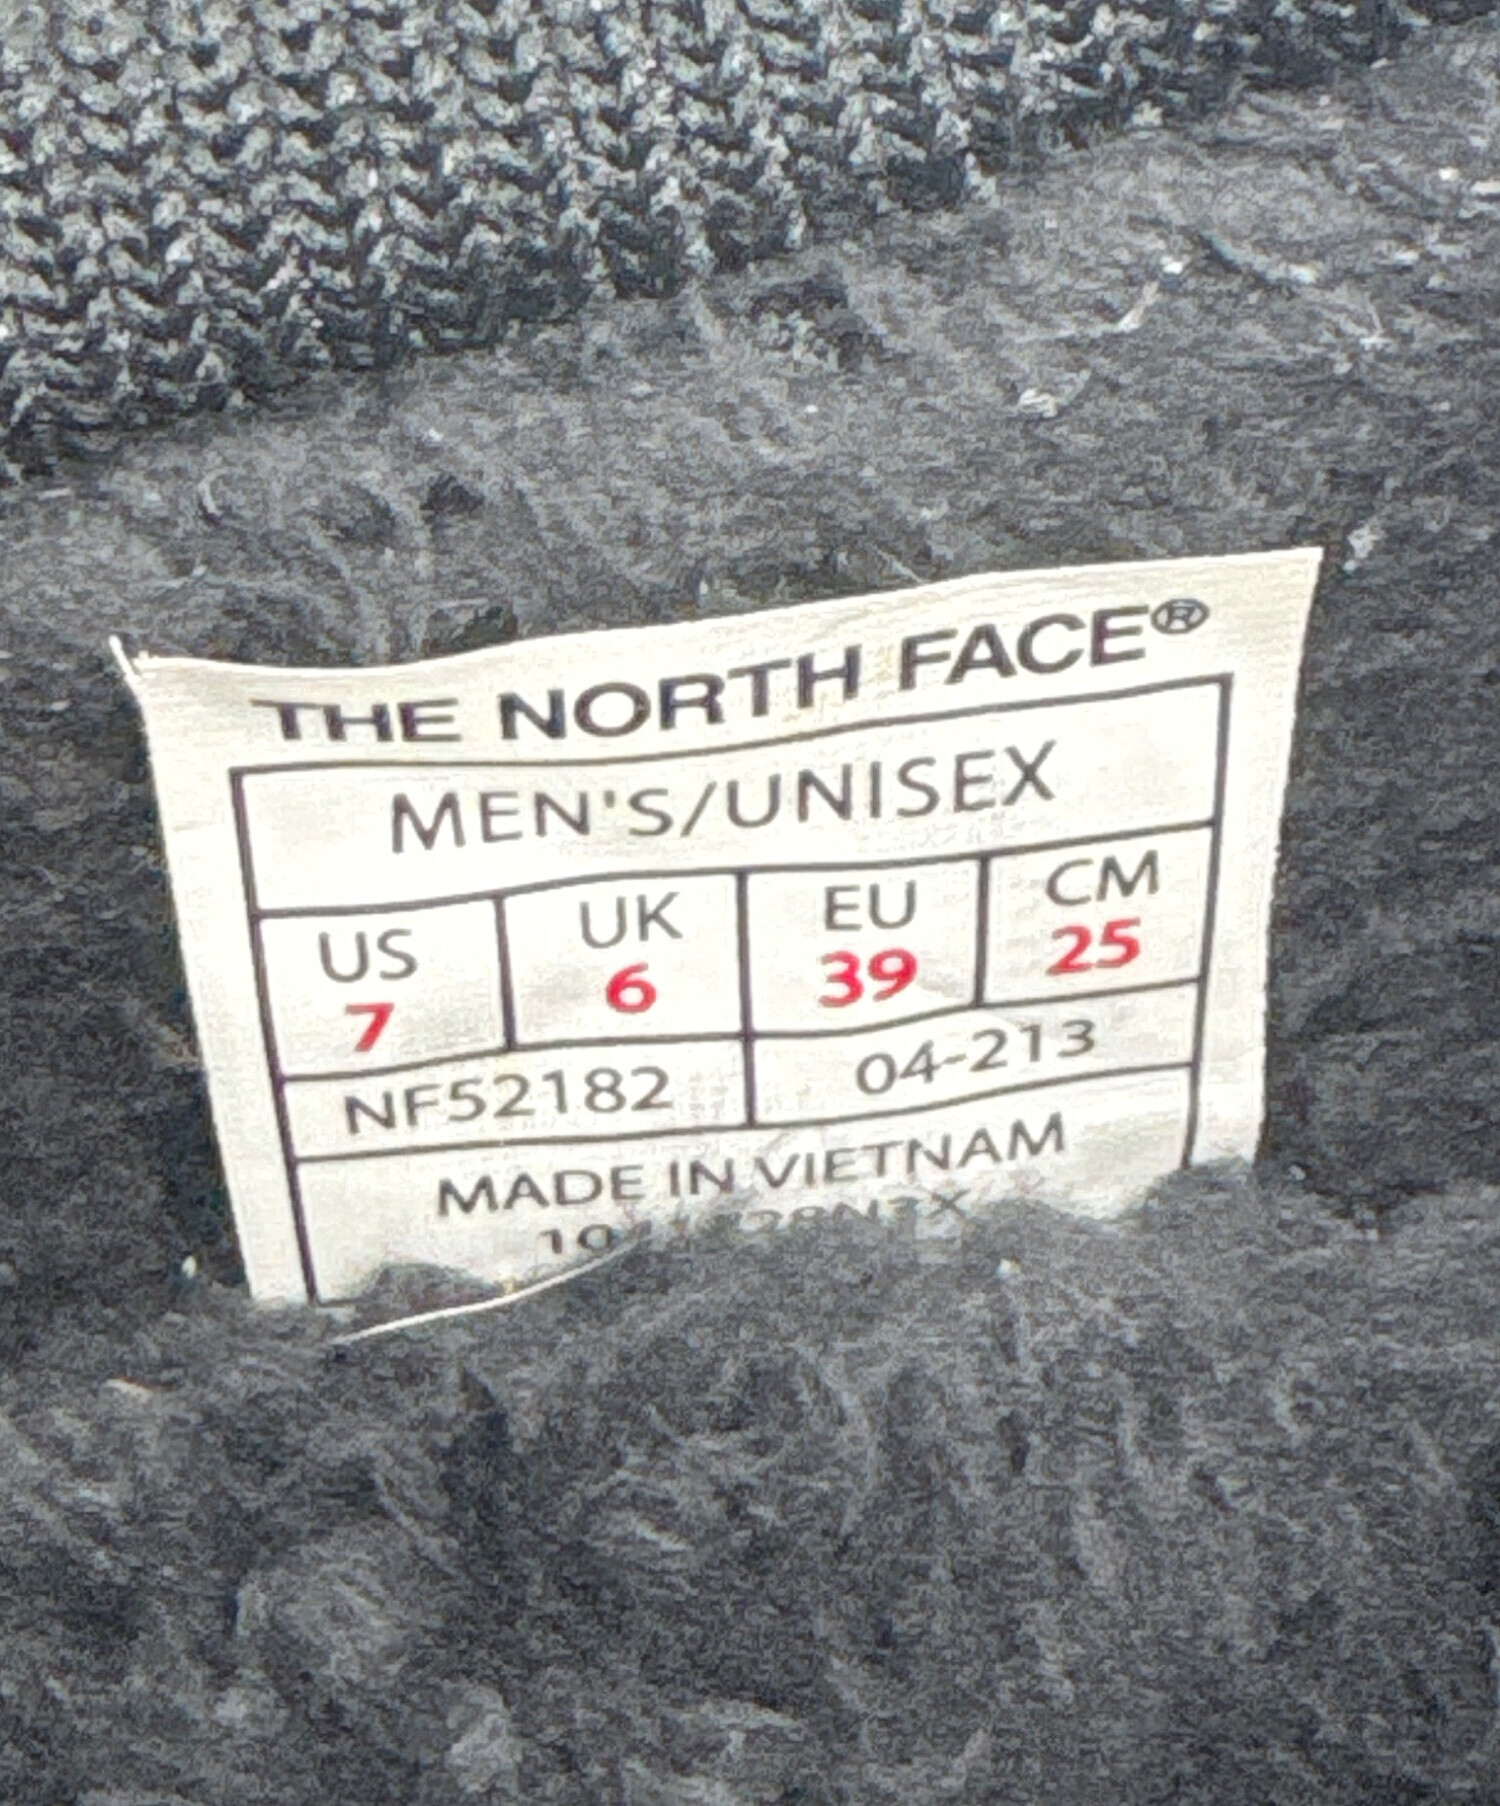 THE NORTH FACE®
MEN'S/UNISEX
US UK EU CM
7 6 39 25
NF52182 04-213
MADE IN VIETNAM